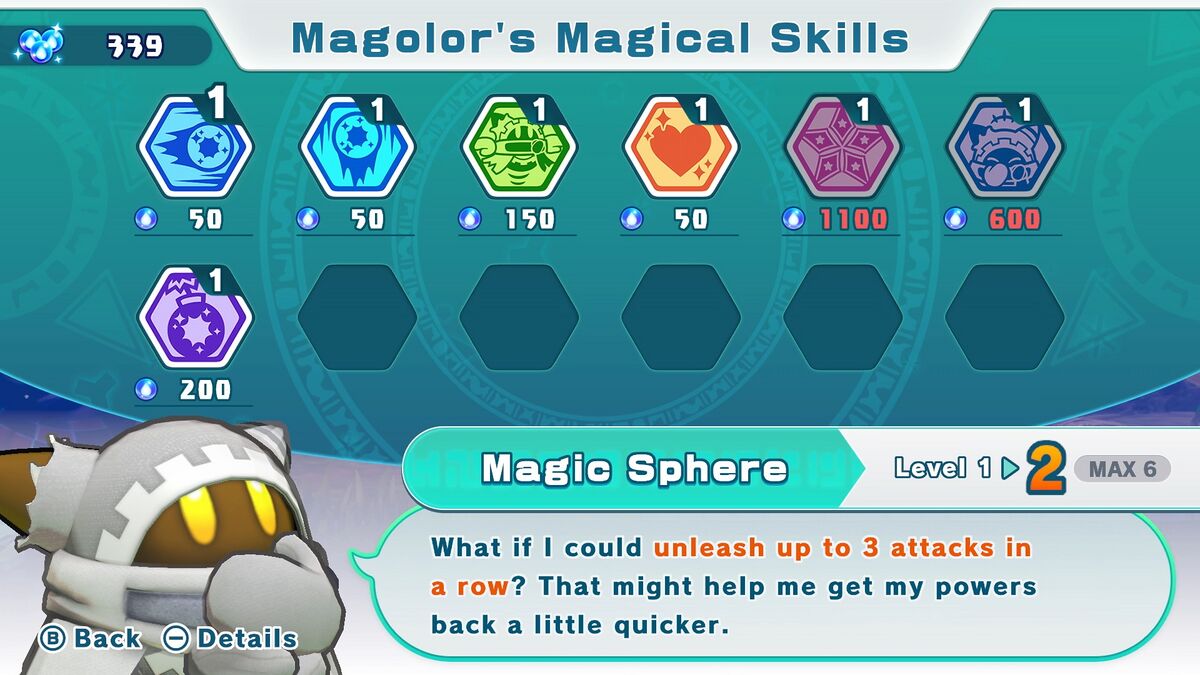 339
Magolor's Magical Skills
1 1 1 1 1 1
50 50 150 50 1100 600
1
200
Magic Sphere
Level 1 2 MAX 6
What if I could unleash up to 3 attacks in
a row? That might help me get my powers
back a little quicker.
B Back Details